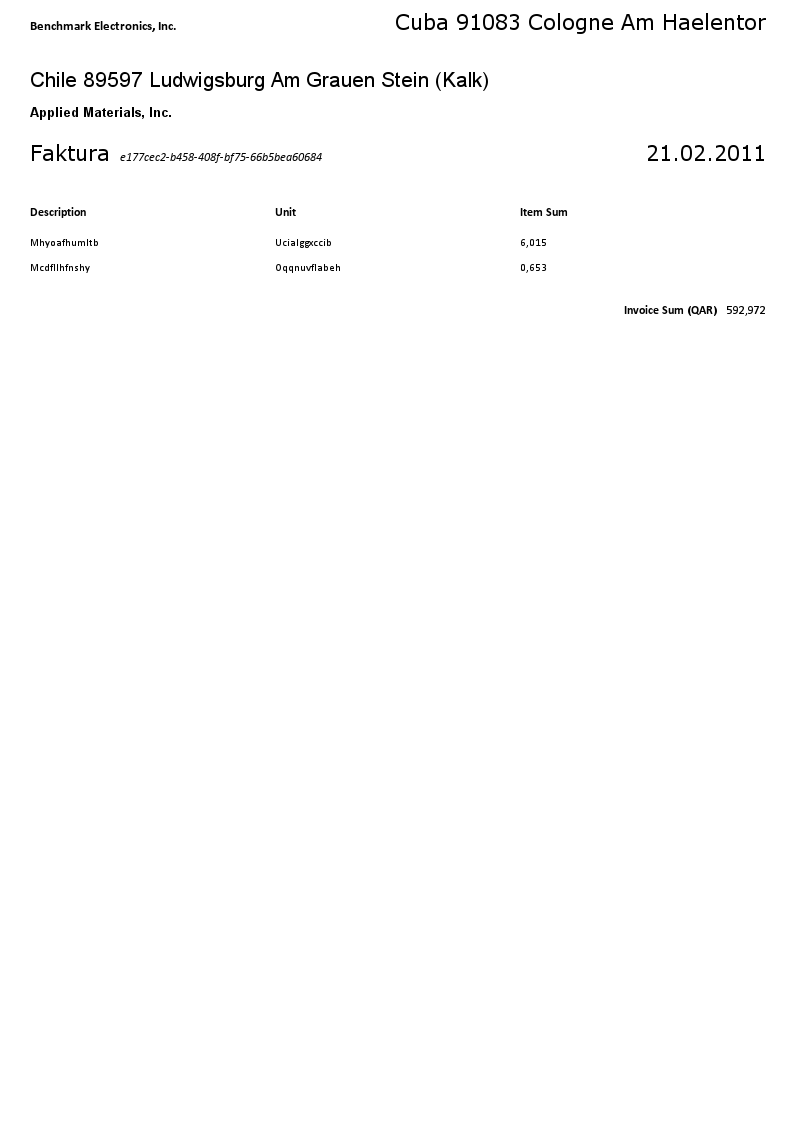 Benchmark Electronics, Inc. Cuba 91083 Cologne Am Haelentor
Chile 89597 Ludwigsburg Am Grauen Stein (Kalk)
Applied Materials, Inc.
Faktura e177cec2-b458-408f-bf75-66b5bea60684 21.02.2011
Description Unit Item Sum
Mhyoafhumltb Ucialggxccib 6,015
Mcdfllhfnshy Oqqnuvflabeh 0,653
Invoice Sum (QAR) 592,972